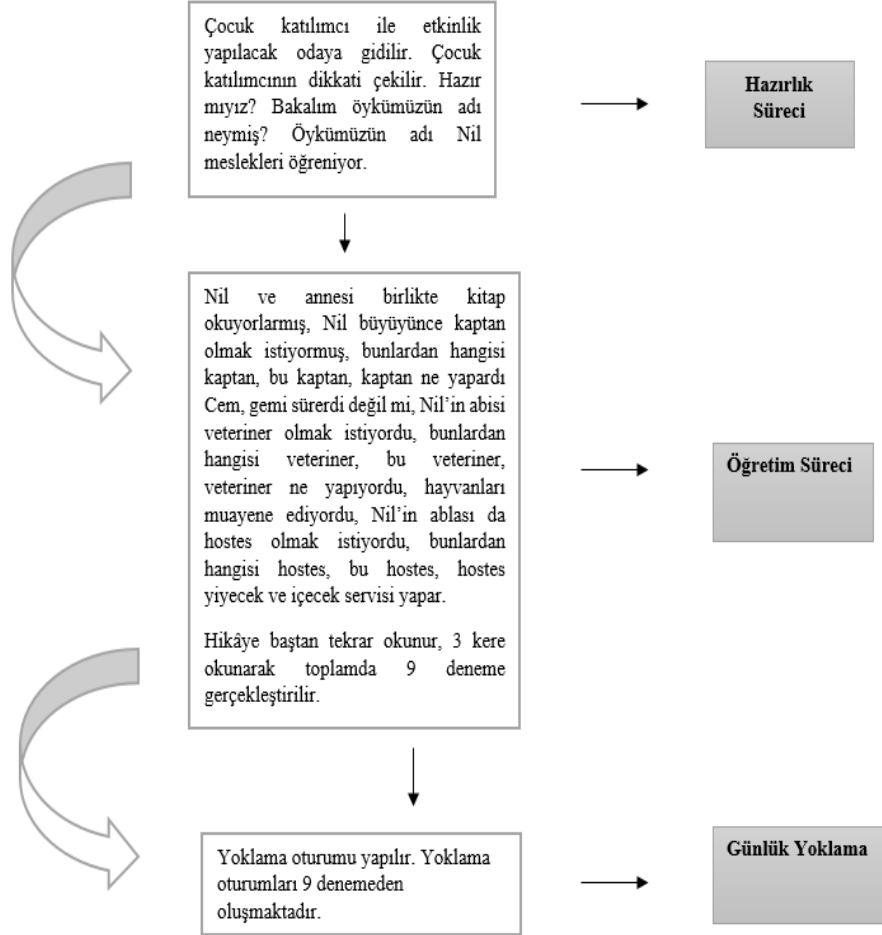 Çocuk katılımcı ile etkinlik
yapılacak odaya gidilir. Çocuk
katılımcının dikkati çekilir. Hazır
mıyız? Bakalım öykümüzün adı
neymiş? Öykümüzün adı Nil
meslekleri öğreniyor.
Hazırlık
Süreci
Nil ve annesi birlikte kitap
okuyorlarmış, Nil büyüyünce kaptan
olmak istiyormuş, bunlardan hangisi
kaptan, bu kaptan, kaptan ne yapardı
Cem, gemi sürerdi değil mi, Nil’in abisi
veteriner olmak istiyordu, bunlardan
hangisi veteriner, bu veteriner,
veteriner ne yapıyordu, hayvanları
muayene ediyordu, Nil’in ablası da
hostes olmak istiyordu, bunlardan
hangisi hostes, bu hostes, hostes
yiyecek ve içecek servisi yapar.
Hikâye baştan tekrar okunur, 3 kere
okunarak toplamda 9 deneme
gerçekleştirilir.
Öğretim Süreci
Yoklama oturumu yapılır. Yoklama
oturumları 9 denemeden
oluşmaktadır.
Günlük Yoklama